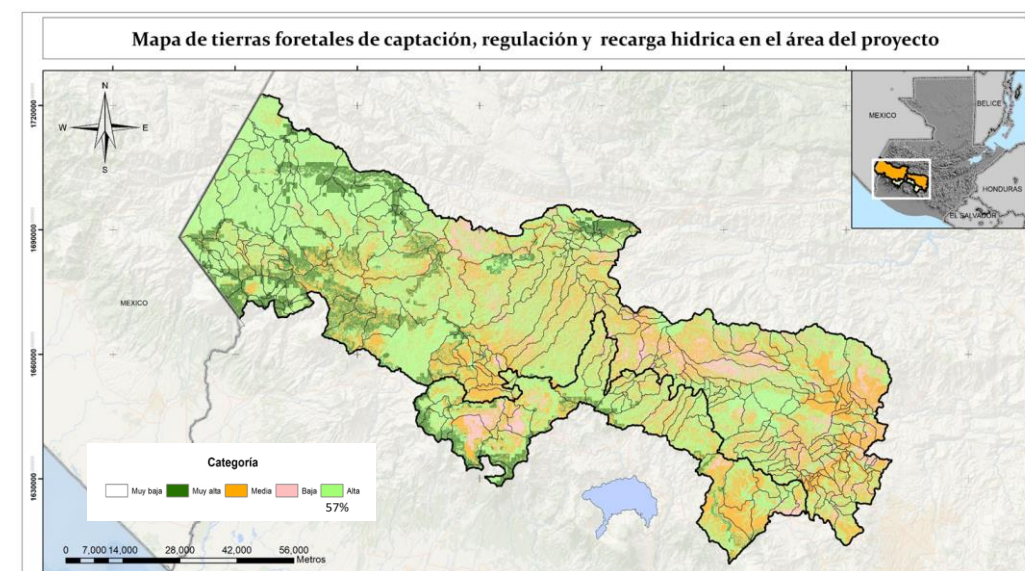 Mapa de tierras foretales de captación, regulación y recarga hidrica en el área del proyecto
N
W E
S
MEXICO
BELICE
HONDURAS
EL SALVADOR
1720000
1690000
1660000
1630000
MEXICO
Categoría
Muy baja Muy alta Media Baja Alta
57%
0 7,000 14,000 28,000 42,000 56,000
Metros